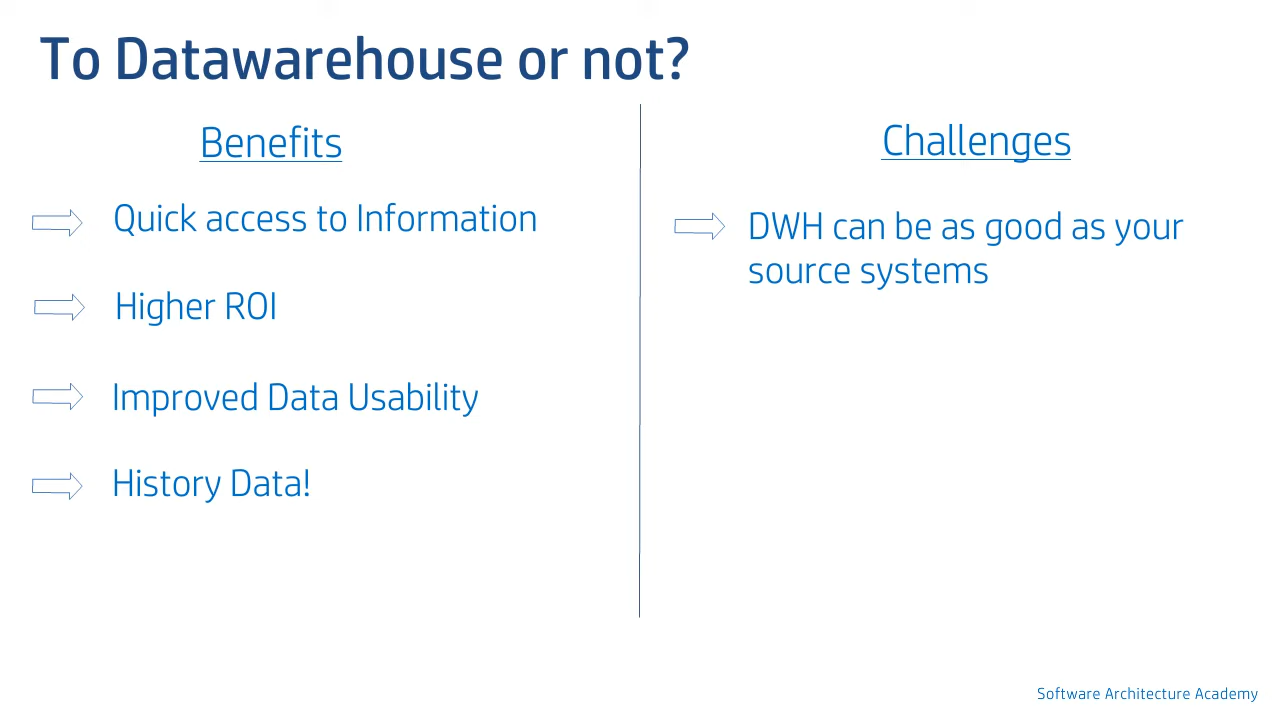 To Datawarehouse or not?
Benefits
Quick access to Information
Higher ROI
Improved Data Usability
History Data!
Challenges
DWH can be as good as your
source systems
Software Architecture Academy